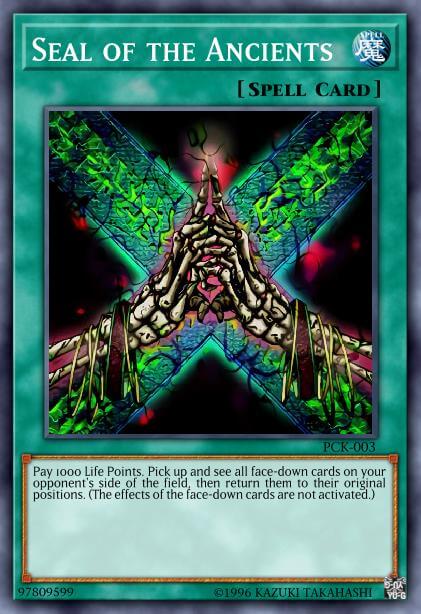 SEAL OF THE ANCIENTS
SPELL
魔
[ SPELL CARD ]
PCK-003
Pay 1000 Life Points. Pick up and see all face-down cards on your
opponent's side of the field, then return them to their original
positions. (The effects of the face-down cards are not activated.)
97809599
©1996 KAZUKI TAKAHASHI